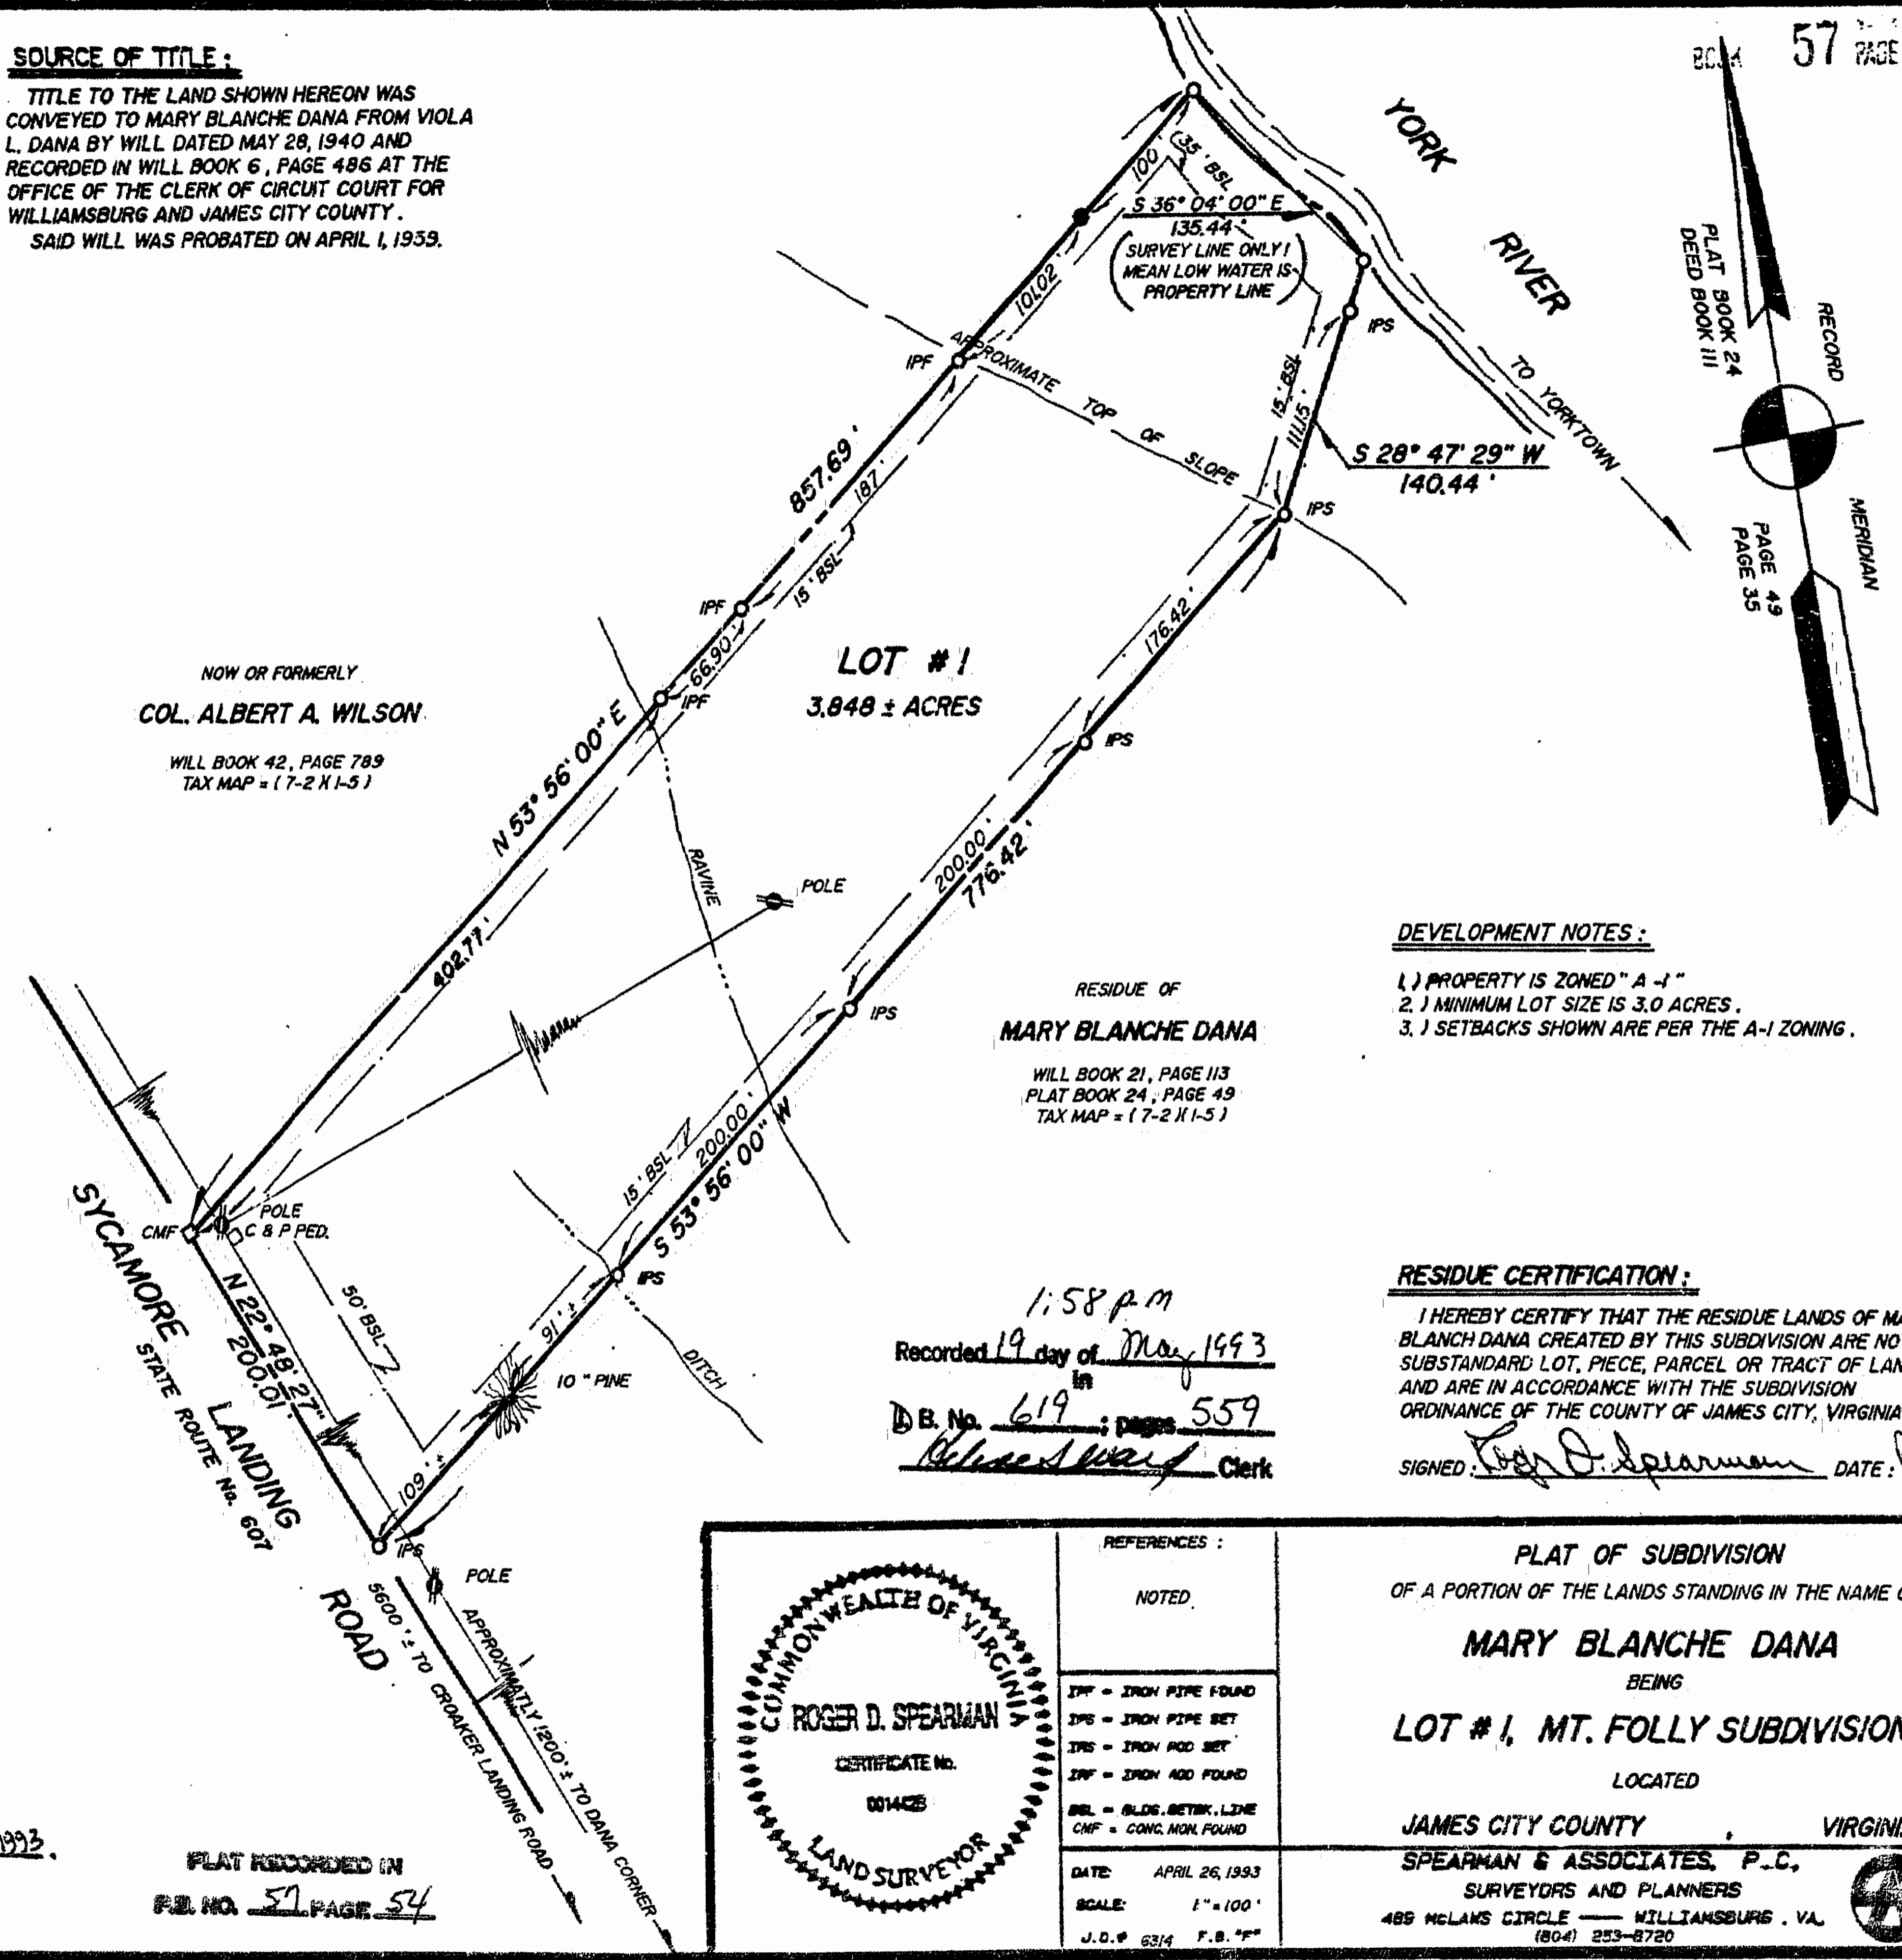 BOOK 57 PAGE
SOURCE OF TITLE :
TITLE TO THE LAND SHOWN HEREON WAS
CONVEYED TO MARY BLANCHE DANA FROM VIOLA
L. DANA BY WILL DATED MAY 28, 1940 AND
RECORDED IN WILL BOOK 6, PAGE 486 AT THE
OFFICE OF THE CLERK OF CIRCUIT COURT FOR
WILLIAMSBURG AND JAMES CITY COUNTY.
SAID WILL WAS PROBATED ON APRIL 1, 1959.
YORK
RIVER
TO YORKTOWN
PLAT BOOK 24
DEED BOOK 111
RECORD
MERIDIAN
PAGE 49
PAGE 35
100'
(35' BSL
S 36° 04' 00" E
135.44'
(SURVEY LINE ONLY!
MEAN LOW WATER IS
PROPERTY LINE)
101.02'
IPF
IPS
APPROXIMATE TOP OF SLOPE
15' BSL
111.15'
S 28° 47' 29" W
140.44'
IPS
857.69'
187'
15' BSL
IPF
66.90'
IPF
LOT #1
3.848 ± ACRES
176.42'
IPS
NOW OR FORMERLY
COL. ALBERT A. WILSON
WILL BOOK 42, PAGE 789
TAX MAP = (7-2)(1-5)
N 53° 56' 00" E
402.77'
RAVINE
POLE
200.00'
776.42'
IPS
RESIDUE OF
MARY BLANCHE DANA
WILL BOOK 21, PAGE 113
PLAT BOOK 24, PAGE 49
TAX MAP = (7-2)(1-5)
DEVELOPMENT NOTES :
1.) PROPERTY IS ZONED "A-1"
2.) MINIMUM LOT SIZE IS 3.0 ACRES.
3.) SETBACKS SHOWN ARE PER THE A-1 ZONING.
15' BSL
200.00'
S 53° 56' 00" W
CMF
POLE
C & P PED.
N 22° 48' 27"
200.01'
50' BSL
IPS
91'±
DITCH
10" PINE
109'±
IPS
POLE
SYCAMORE LANDING ROAD
STATE ROUTE No. 607
5600'± TO CROAKER LANDING ROAD
APPROXIMATLY 1200'± TO DANA CORNER
1:58 p.m
Recorded 19 day of May 1993
in
D.B. No. 619 ; pages 559
Clerk
RESIDUE CERTIFICATION :
I HEREBY CERTIFY THAT THE RESIDUE LANDS OF MA
BLANCH DANA CREATED BY THIS SUBDIVISION ARE NO
SUBSTANDARD LOT, PIECE, PARCEL OR TRACT OF LAN
AND ARE IN ACCORDANCE WITH THE SUBDIVISION
ORDINANCE OF THE COUNTY OF JAMES CITY, VIRGINIA
SIGNED : Roger D. Spearman DATE :
1993.
PLAT RECORDED IN
P.B. NO. 57 PAGE 54
COMMONWEALTH OF VIRGINIA
ROGER D. SPEARMAN
CERTIFICATE No.
LAND SURVEYOR
REFERENCES :
NOTED
IPF = IRON PIPE FOUND
IPS = IRON PIPE SET
IRS = IRON ROD SET
IRF = IRON ROD FOUND
BSL = BLDG.SETBK.LINE
CMF = CONC. MON. FOUND
DATE: APRIL 26, 1993
SCALE: 1"=100'
J.O.# 6314 F.B. "F"
PLAT OF SUBDIVISION
OF A PORTION OF THE LANDS STANDING IN THE NAME
MARY BLANCHE DANA
BEING
LOT #1, MT. FOLLY SUBDIVISION
LOCATED
JAMES CITY COUNTY , VIRGINI
SPEARMAN & ASSOCIATES, P.C.
SURVEYORS AND PLANNERS
489 McLAWS CIRCLE — WILLIAMSBURG, VA.
(804) 253-8720